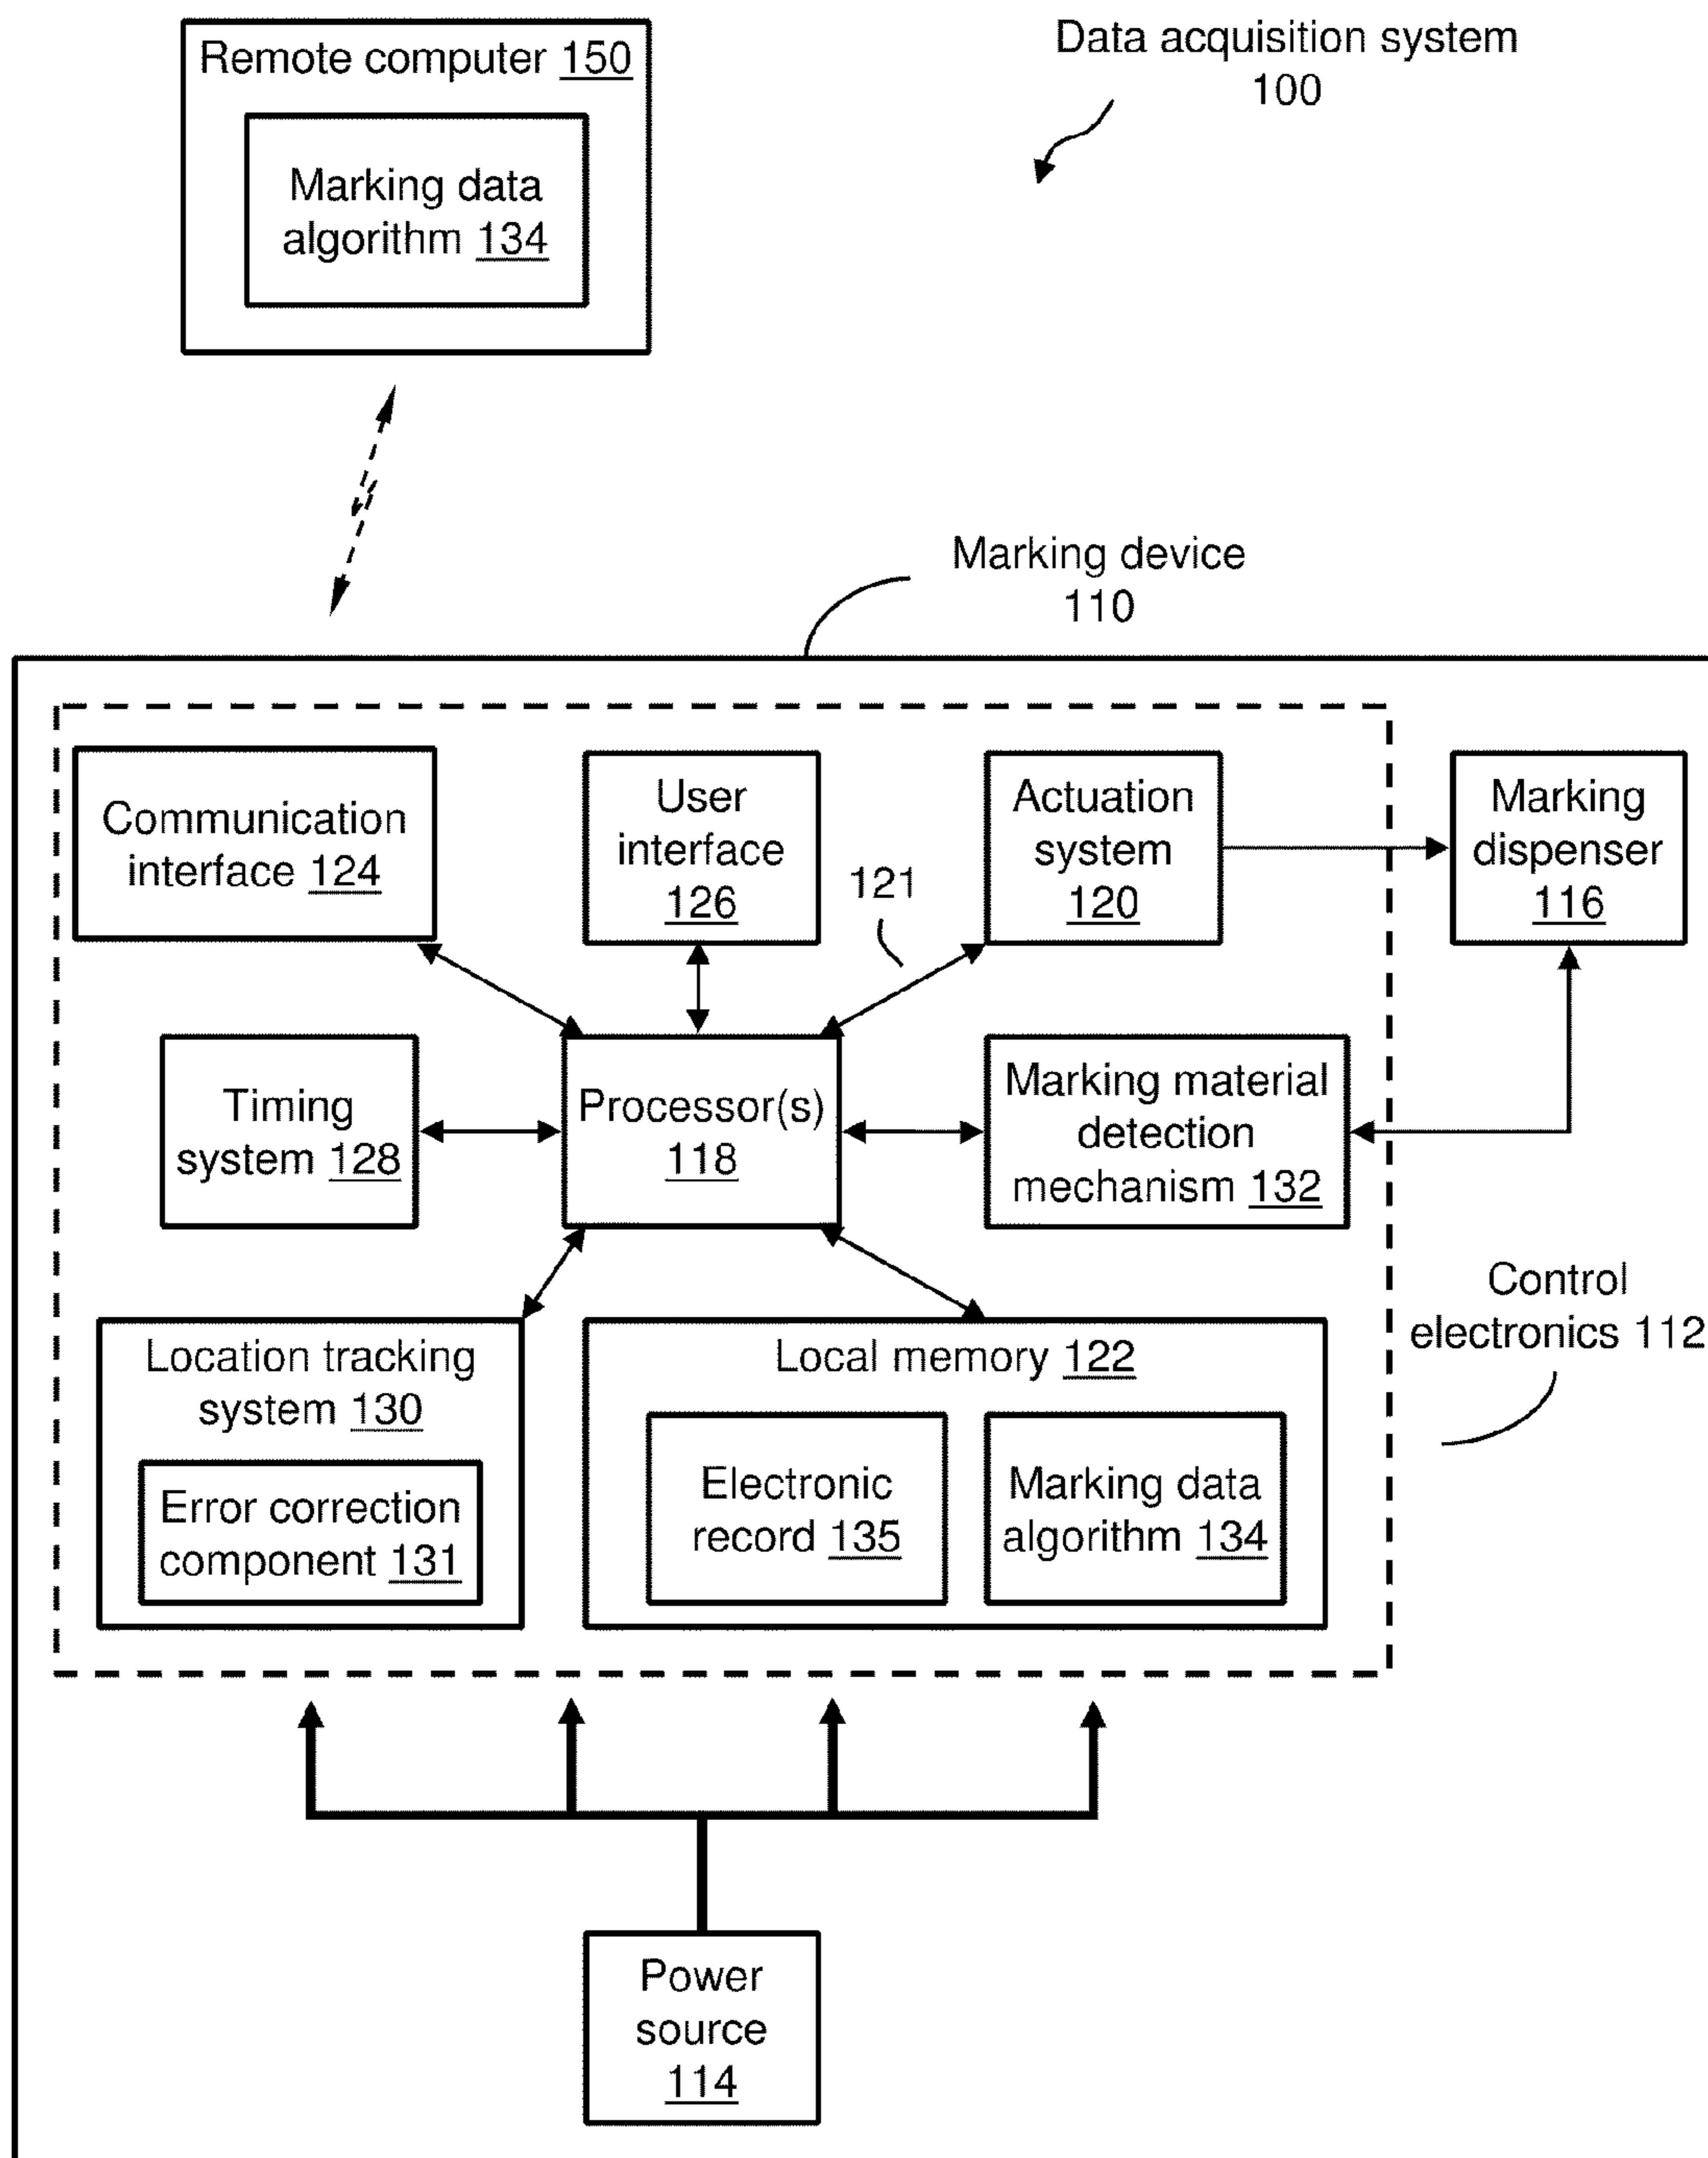 Remote computer 150
Marking data
algorithm 134
Data acquisition system
100
Marking device
110
Communication
interface 124
User
interface
126
121
Actuation
system
120
Marking
dispenser
116
Timing
system 128
Processor(s)
118
Marking material
detection
mechanism 132
Control
electronics 112
Location tracking
system 130
Error correction
component 131
Local memory 122
Electronic
record 135
Marking data
algorithm 134
Power
source
114